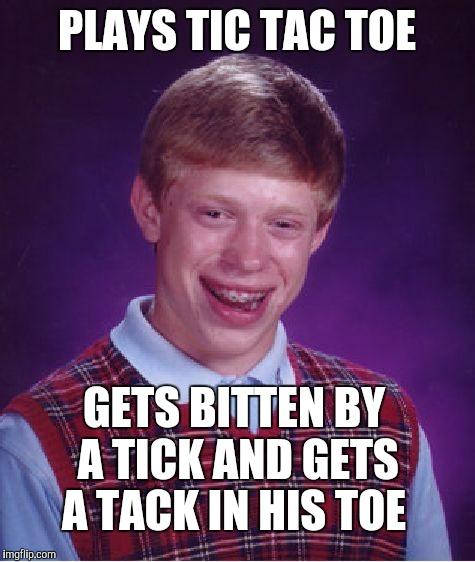 PLAYS TIC TAC TOE
GETS BITTEN BY
A TICK AND GETS
A TACK IN HIS TOE
imgflip.com